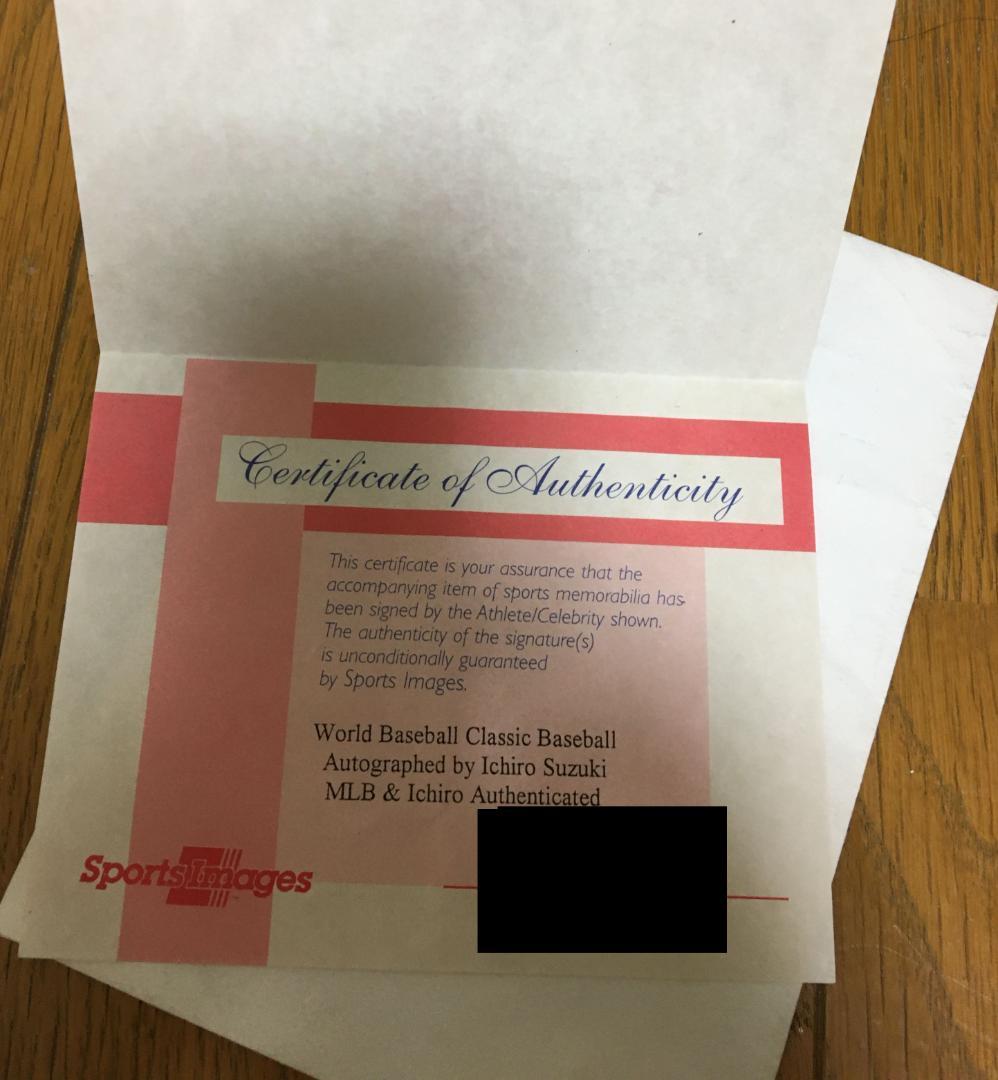 Certificate of Authenticity
This certificate is your assurance that the
accompanying item of sports memorabilia has
been signed by the Athlete/Celebrity shown.
The authenticity of the signature(s)
is unconditionally guaranteed
by Sports Images.
World Baseball Classic Baseball
Autographed by Ichiro Suzuki
MLB & Ichiro Authenticated
Sports Images